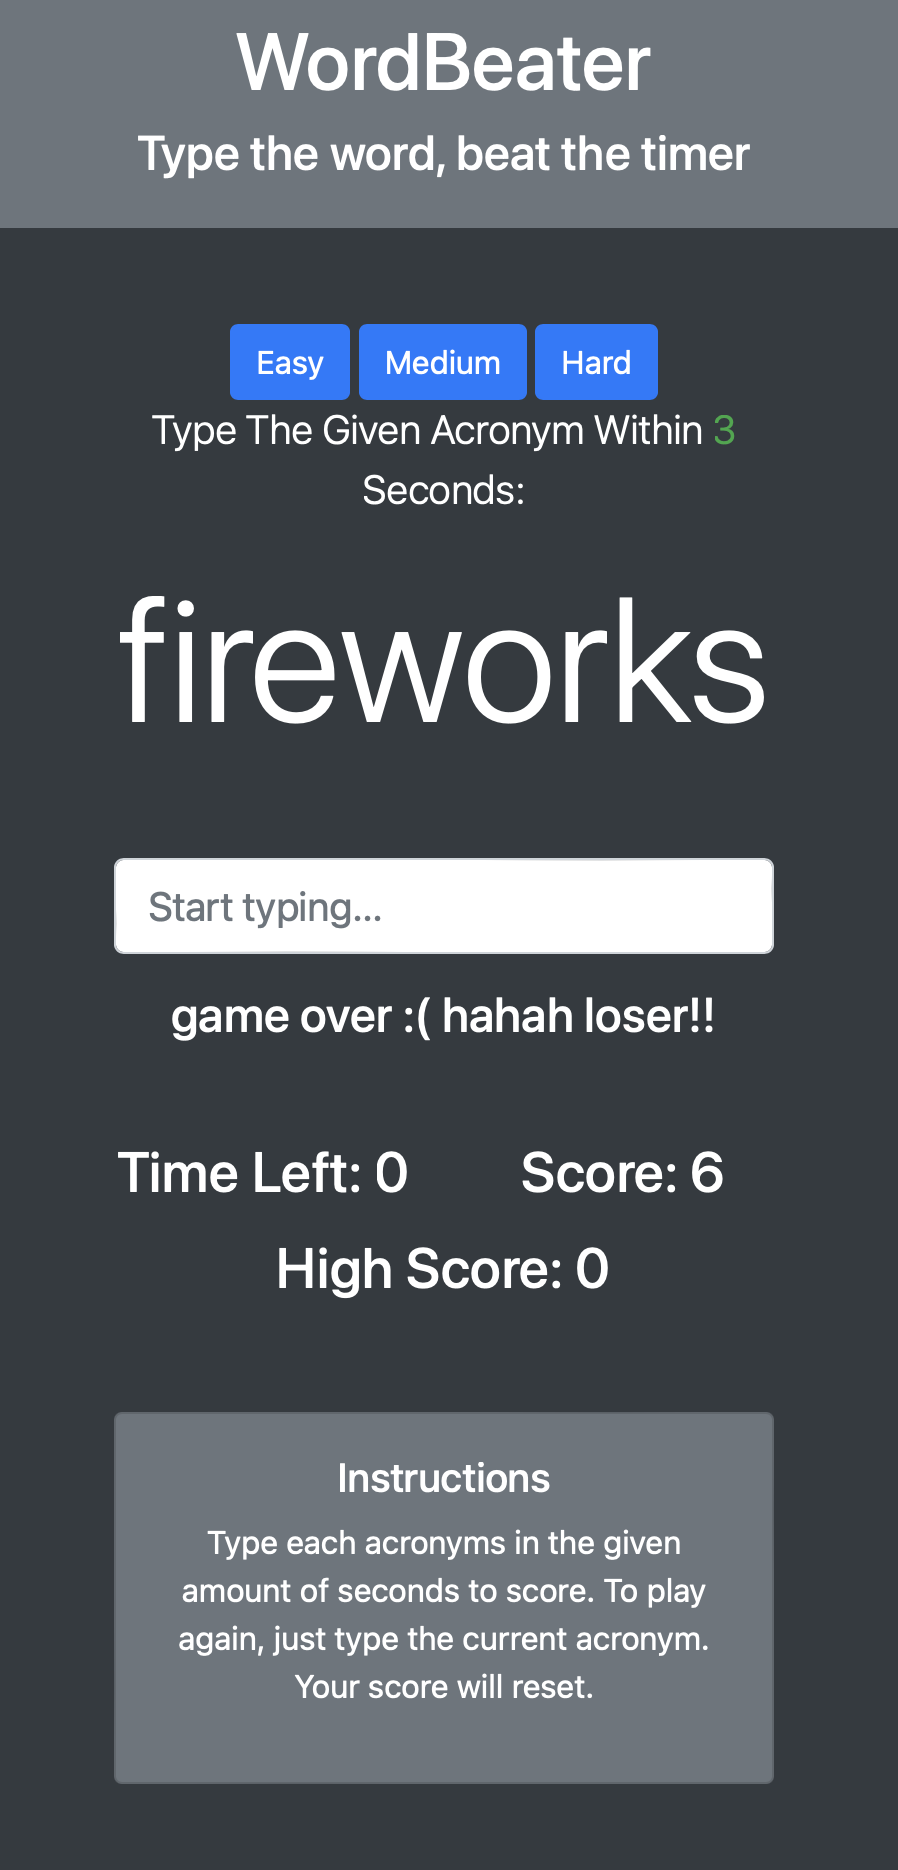 WordBeater
Type the word, beat the timer
Easy Medium Hard
Type The Given Acronym Within 3
Seconds:
fireworks
Start typing...
game over :( hahah loser!!
Time Left: 0 Score: 6
High Score: 0
Instructions
Type each acronyms in the given
amount of seconds to score. To play
again, just type the current acronym.
Your score will reset.